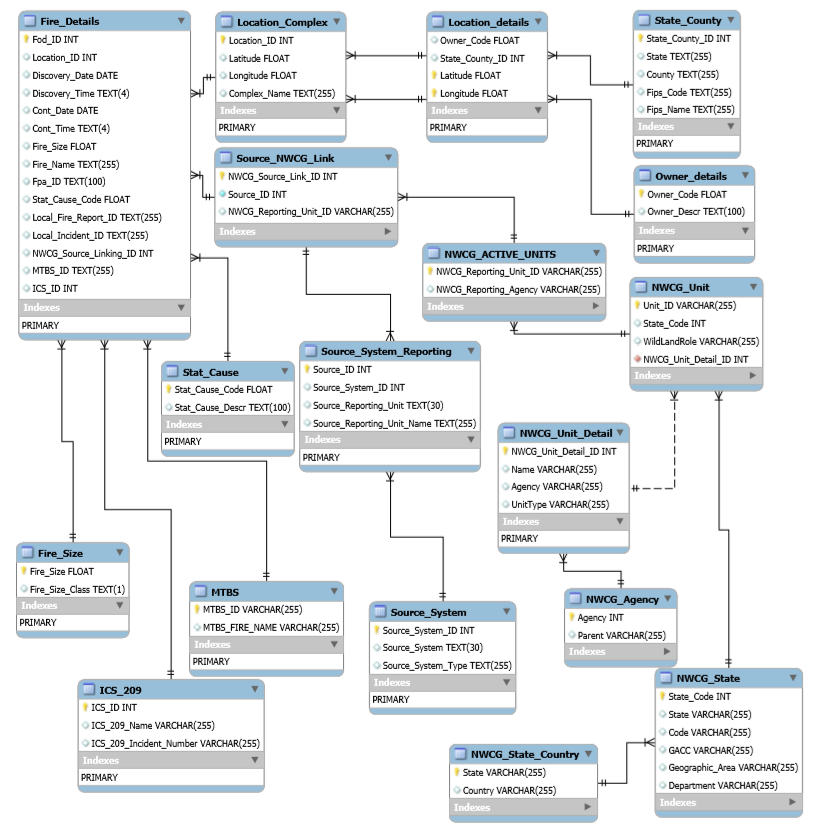 Fire_Details
Fod_ID INT
Location_ID INT
Discovery_Date DATE
Discovery_Time TEXT(4)
Cont_Date DATE
Cont_Time TEXT(4)
Fire_Size FLOAT
Fire_Name TEXT(255)
Fpa_ID TEXT(100)
Stat_Cause_Code FLOAT
Local_Fire_Report_ID TEXT(255)
Local_Incident_ID TEXT(255)
NWCG_Source_Linking_ID INT
MTBS_ID TEXT(255)
ICS_ID INT
Indexes
PRIMARY
Location_Complex
Location_ID INT
Latitude FLOAT
Longitude FLOAT
Complex_Name TEXT(255)
Indexes
PRIMARY
Location_details
Owner_Code FLOAT
State_County_ID INT
Latitude FLOAT
Longitude FLOAT
Indexes
PRIMARY
State_County
State_County_ID INT
State TEXT(255)
County TEXT(255)
Fips_Code TEXT(255)
Fips_Name TEXT(255)
Indexes
PRIMARY
Source_NWCG_Link
NWCG_Source_Link_ID INT
Source_ID INT
NWCG_Reporting_Unit_ID VARCHAR(255)
Indexes
Owner_details
Owner_Code FLOAT
Owner_Descr TEXT(100)
Indexes
PRIMARY
NWCG_ACTIVE_UNITS
NWCG_Reporting_Unit_ID VARCHAR(255)
NWCG_Reporting_Agency VARCHAR(255)
Indexes
NWCG_Unit
Unit_ID VARCHAR(255)
State_Code INT
WildLandRole VARCHAR(255)
NWCG_Unit_Detail_ID INT
Indexes
Stat_Cause
Stat_Cause_Code FLOAT
Stat_Cause_Descr TEXT(100)
Indexes
PRIMARY
Source_System_Reporting
Source_ID INT
Source_System_ID INT
Source_Reporting_Unit TEXT(30)
Source_Reporting_Unit_Name TEXT(255)
Indexes
PRIMARY
NWCG_Unit_Detail
NWCG_Unit_Detail_ID INT
Name VARCHAR(255)
Agency VARCHAR(255)
UnitType VARCHAR(255)
Indexes
PRIMARY
Fire_Size
Fire_Size FLOAT
Fire_Size_Class TEXT(1)
Indexes
PRIMARY
MTBS
MTBS_ID VARCHAR(255)
MTBS_FIRE_NAME VARCHAR(255)
Indexes
PRIMARY
Source_System
Source_System_ID INT
Source_System TEXT(30)
Source_System_Type TEXT(255)
Indexes
PRIMARY
NWCG_Agency
Agency INT
Parent VARCHAR(255)
Indexes
ICS_209
ICS_ID INT
ICS_209_Name VARCHAR(255)
ICS_209_Incident_Number VARCHAR(255)
Indexes
PRIMARY
NWCG_State
State_Code INT
State VARCHAR(255)
Code VARCHAR(255)
GACC VARCHAR(255)
Geographic_Area VARCHAR(255)
Department VARCHAR(255)
Indexes
NWCG_State_Country
State VARCHAR(255)
Country VARCHAR(255)
Indexes